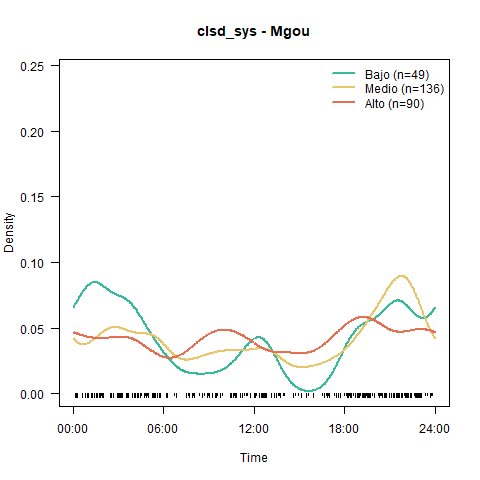 clsd_sys - Mgou
Bajo (n=49)
Medio (n=136)
Alto (n=90)
0.25
0.20
0.15
0.10
0.05
0.00
Density
00:00 06:00 12:00 18:00 24:00
Time